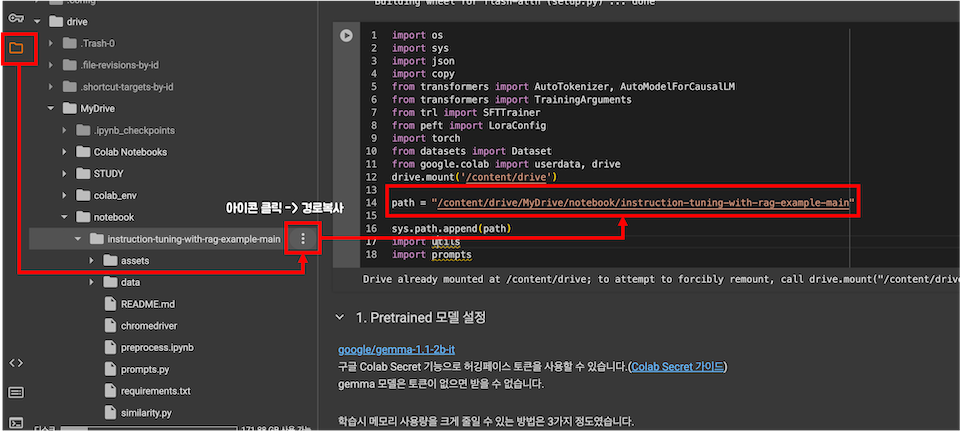 .config
drive
.Trash-0
.file-revisions-by-id
.shortcut-targets-by-id
MyDrive
.ipynb_checkpoints
Colab Notebooks
STUDY
colab_env
notebook
아이콘 클릭 -> 경로복사
instruction-tuning-with-rag-example-main
assets
data
README.md
chromedriver
preprocess.ipynb
prompts.py
requirements.txt
similarity.py
디스크
171.88 GB 사용 가능
Building wheel for flash-attn (setup.py) ... done
1 import os
2 import sys
3 import json
4 import copy
5 from transformers import AutoTokenizer, AutoModelForCausalLM
6 from transformers import TrainingArguments
7 from trl import SFTTrainer
8 from peft import LoraConfig
9 import torch
10 from datasets import Dataset
11 from google.colab import userdata, drive
12 drive.mount('/content/drive')
13
14 path = "/content/drive/MyDrive/notebook/instruction-tuning-with-rag-example-main"
15
16 sys.path.append(path)
17 import utils
18 import prompts
Drive already mounted at /content/drive; to attempt to forcibly remount, call drive.mount("/content/drive
1. Pretrained 모델 설정
google/gemma-1.1-2b-it
구글 Colab Secret 기능으로 허깅페이스 토큰을 사용할 수 있습니다.(Colab Secret 가이드)
gemma 모델은 토큰이 없으면 받을 수 없습니다.
학습시 메모리 사용량을 크게 줄일 수 있는 방법은 3가지 정도였습니다.